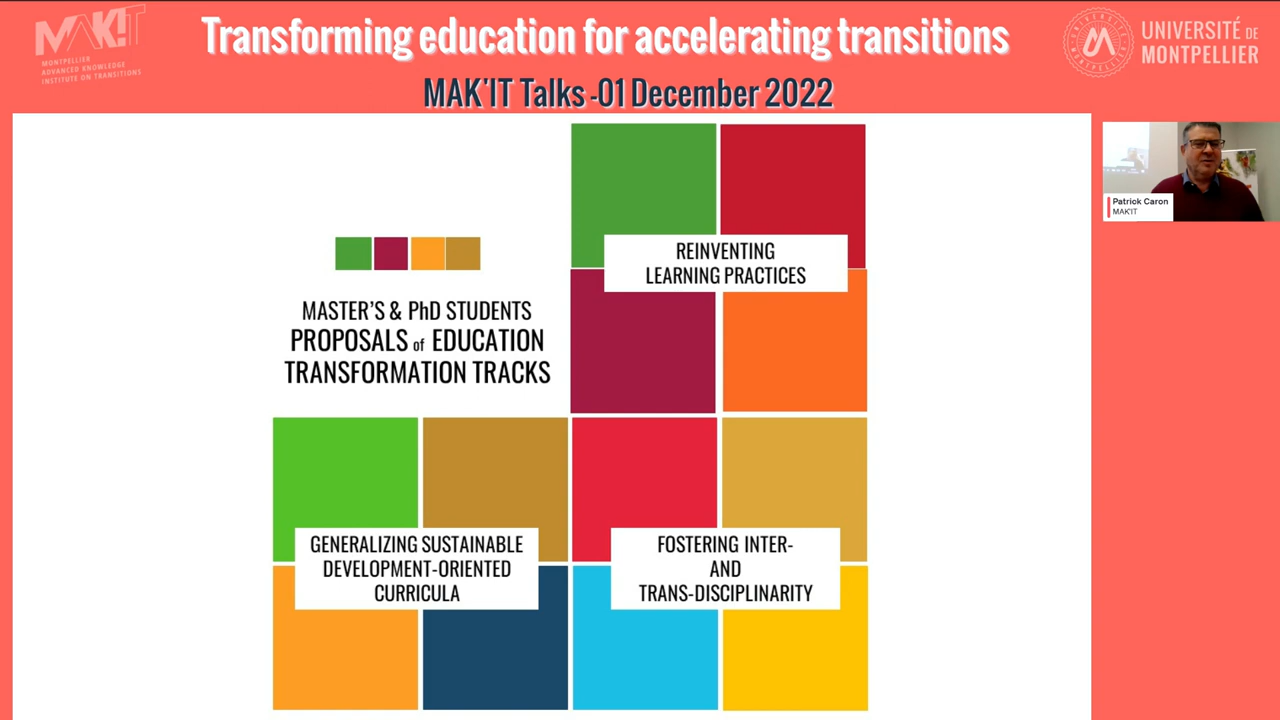 MAK!T
MONTPELLIER
ADVANCED KNOWLEDGE
INSTITUTE ON TRANSITIONS
Transforming education for accelerating transitions
MAK'IT Talks -01 December 2022
UNIVERSITÉ DE
MONTPELLIER
Patrick Caron
MAK'IT
REINVENTING
LEARNING PRACTICES
MASTER'S & PhD STUDENTS
PROPOSALS of EDUCATION
TRANSFORMATION TRACKS
GENERALIZING SUSTAINABLE
DEVELOPMENT-ORIENTED
CURRICULA
FOSTERING INTER-
AND
TRANS-DISCIPLINARITY